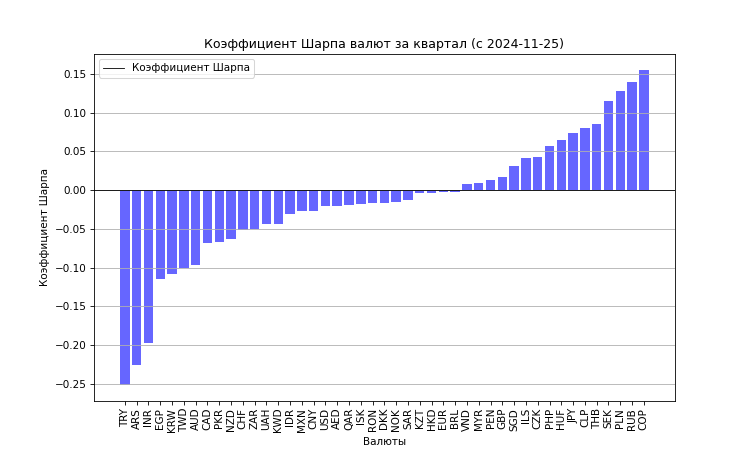 Коэффициент Шарпа валют за квартал (с 2024-11-25)
Коэффициент Шарпа
0.15
0.10
0.05
0.00
−0.05
−0.10
−0.15
−0.20
−0.25
Коэффициент Шарпа
TRY
ARS
INR
EGP
KRW
TWD
AUD
CAD
PKR
NZD
CHF
ZAR
UAH
KWD
IDR
MXN
CNY
USD
AED
QAR
ISK
RON
DKK
NOK
SAR
KZT
HKD
EUR
BRL
VND
MYR
PEN
GBP
SGD
ILS
CZK
PHP
HUF
JPY
CLP
THB
SEK
PLN
RUB
COP
Валюты